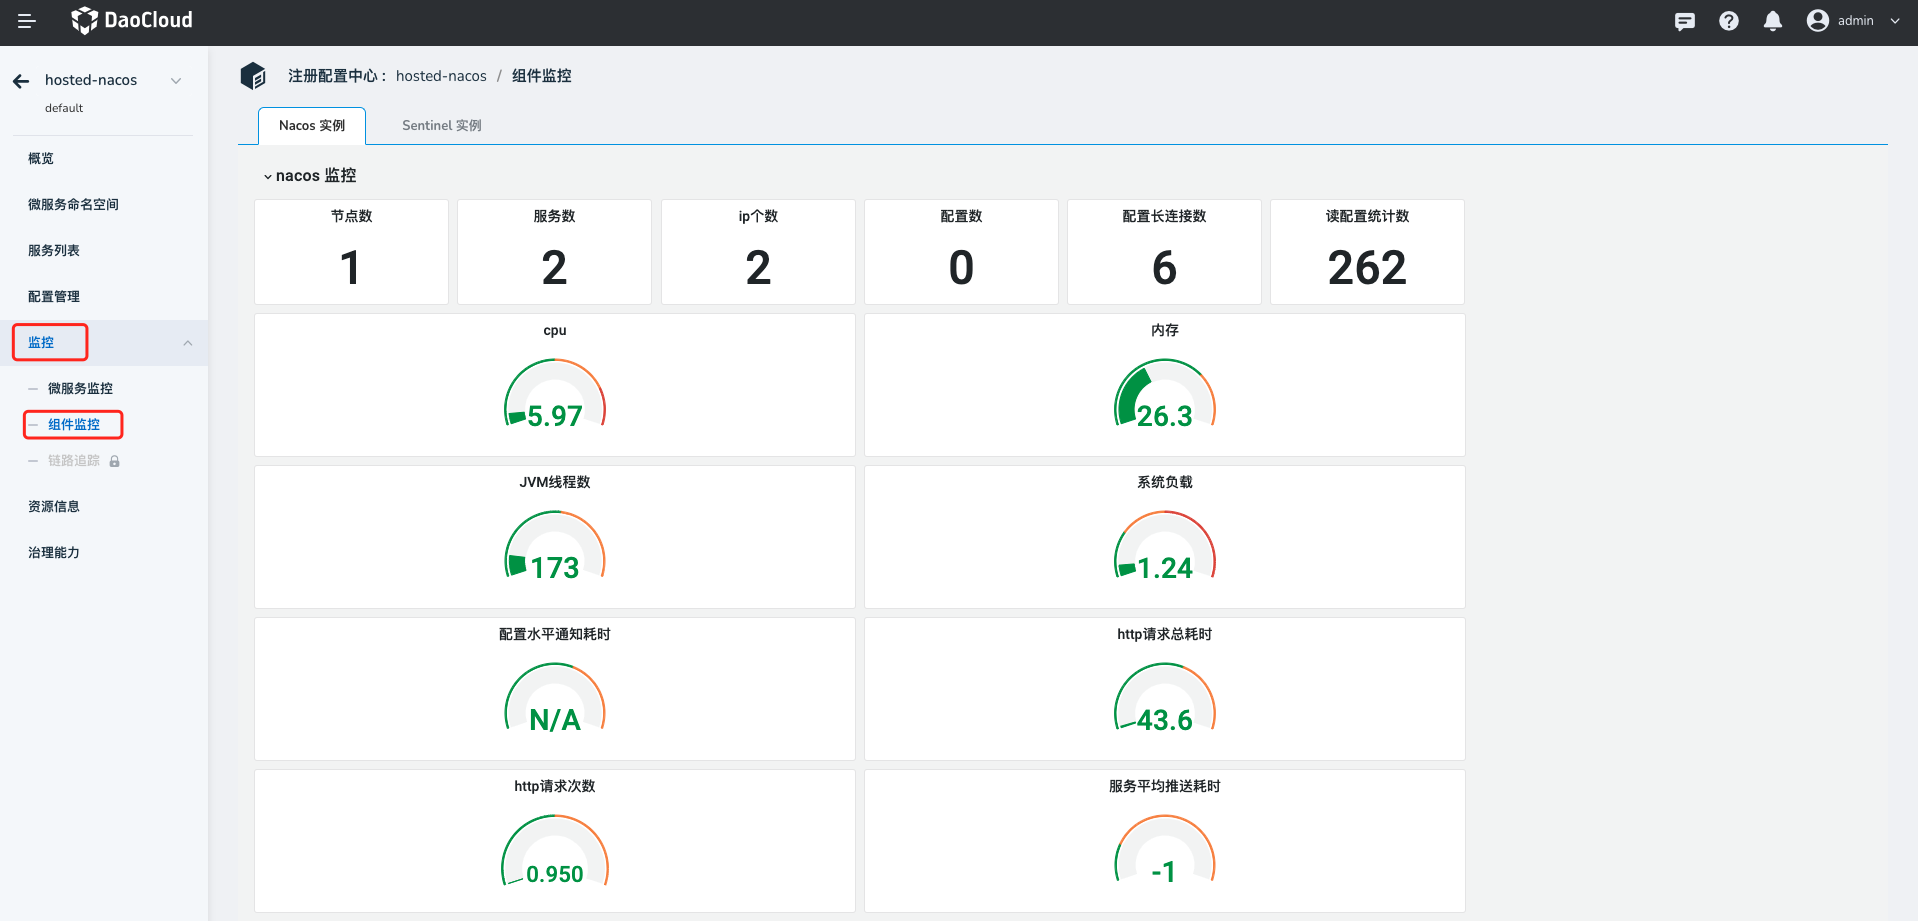 DaoCloud
admin
hosted-nacos
default
概览
微服务命名空间
服务列表
配置管理
监控
微服务监控
组件监控
链路追踪
资源信息
治理能力
注册配置中心： hosted-nacos / 组件监控
Nacos 实例
Sentinel 实例
nacos 监控
节点数
1
服务数
2
ip个数
2
配置数
0
配置长连接数
6
读配置统计数
262
cpu
5.97
内存
26.3
JVM线程数
173
系统负载
1.24
配置水平通知耗时
N/A
http请求总耗时
43.6
http请求次数
0.950
服务平均推送耗时
-1